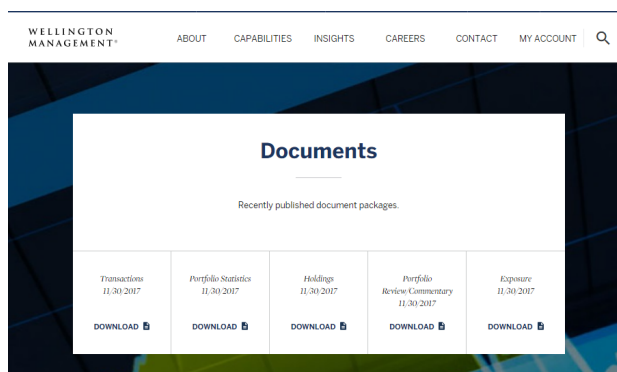 WELLINGTON
MANAGEMENT®
ABOUT CAPABILITIES INSIGHTS CAREERS CONTACT MY ACCOUNT
Documents
Recently published document packages.
Transactions
11/30/2017
DOWNLOAD
Portfolio Statistics
11/30/2017
DOWNLOAD
Holdings
11/30/2017
DOWNLOAD
Portfolio
Review/Commentary
11/30/2017
DOWNLOAD
Exposure
11/30/2017
DOWNLOAD